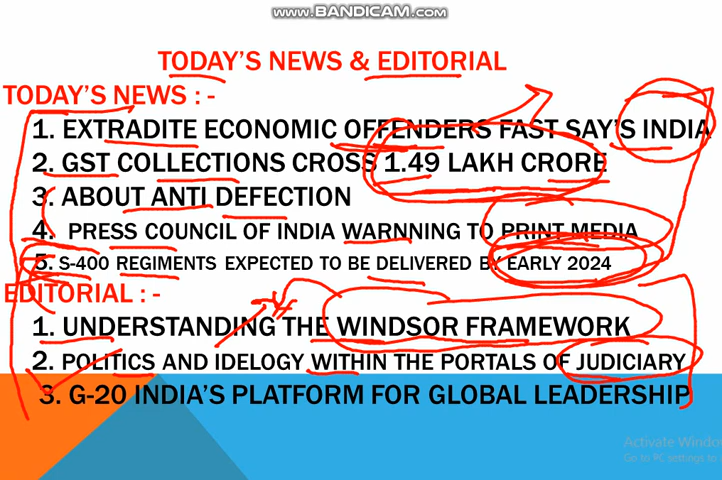 www.BANDICAM.com
TODAY'S NEWS & EDITORIAL
TODAY'S NEWS : -
1. EXTRADITE ECONOMIC OFFENDERS FAST SAY'S INDIA
2. GST COLLECTIONS CROSS 1.49 LAKH CRORE
3. ABOUT ANTI DEFECTION
4. PRESS COUNCIL OF INDIA WARNNING TO PRINT MEDIA
5. S-400 REGIMENTS EXPECTED TO BE DELIVERED BY EARLY 2024
EDITORIAL : -
1. UNDERSTANDING THE WINDSOR FRAMEWORK
2. POLITICS AND IDELOGY WITHIN THE PORTALS OF JUDICIARY
3. G-20 INDIA'S PLATFORM FOR GLOBAL LEADERSHIP
Activate Windo
Go to PC settings to